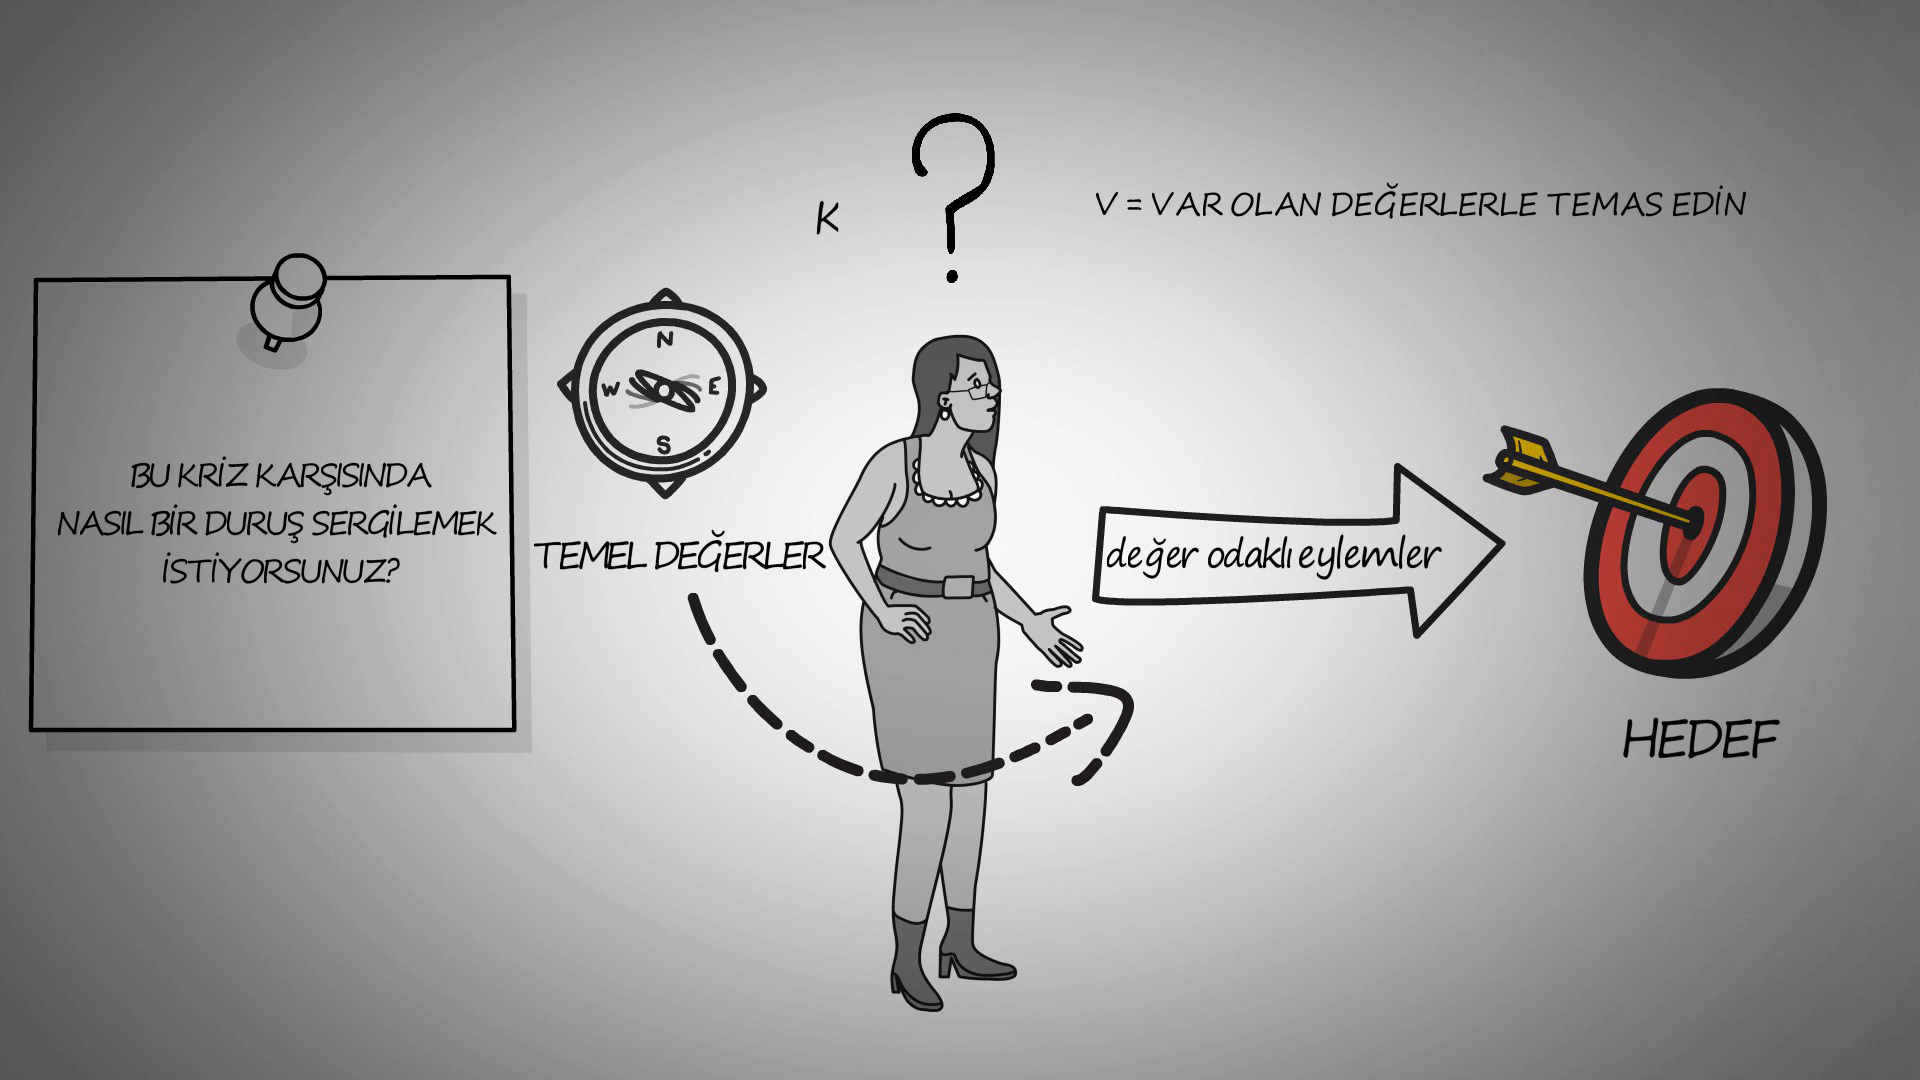 K
V = VAR OLAN DEĞERLERLE TEMAS EDİN
BU KRİZ KARŞISINDA
NASIL BİR DURUŞ SERGİLEMEK
İSTİYORSUNUZ?
N
W
E
S
TEMEL DEĞERLER
değer odaklı eylemler
HEDEF
?